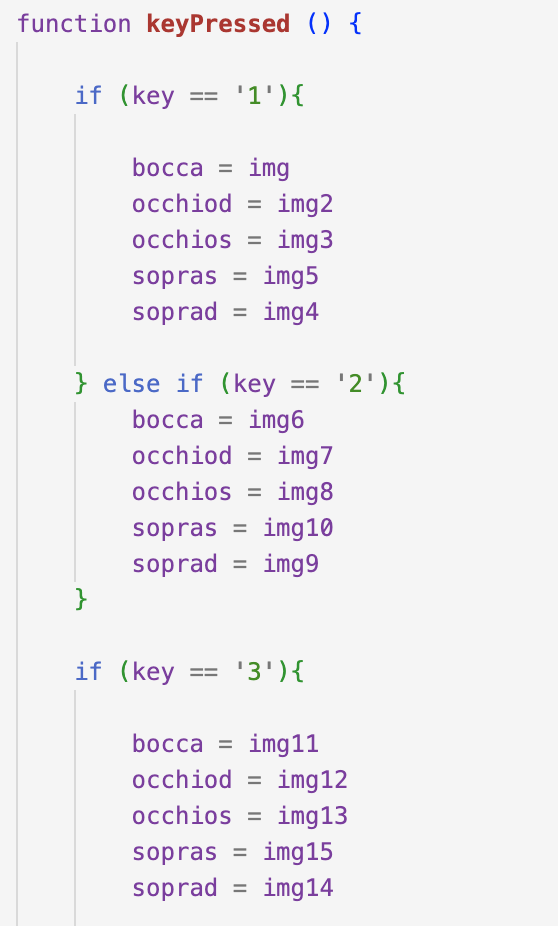 function keyPressed () {
if (key == '1'){
bocca = img
occhiod = img2
occhios = img3
sopras = img5
soprad = img4
} else if (key == '2'){
bocca = img6
occhiod = img7
occhios = img8
sopras = img10
soprad = img9
}
if (key == '3'){
bocca = img11
occhiod = img12
occhios = img13
sopras = img15
soprad = img14